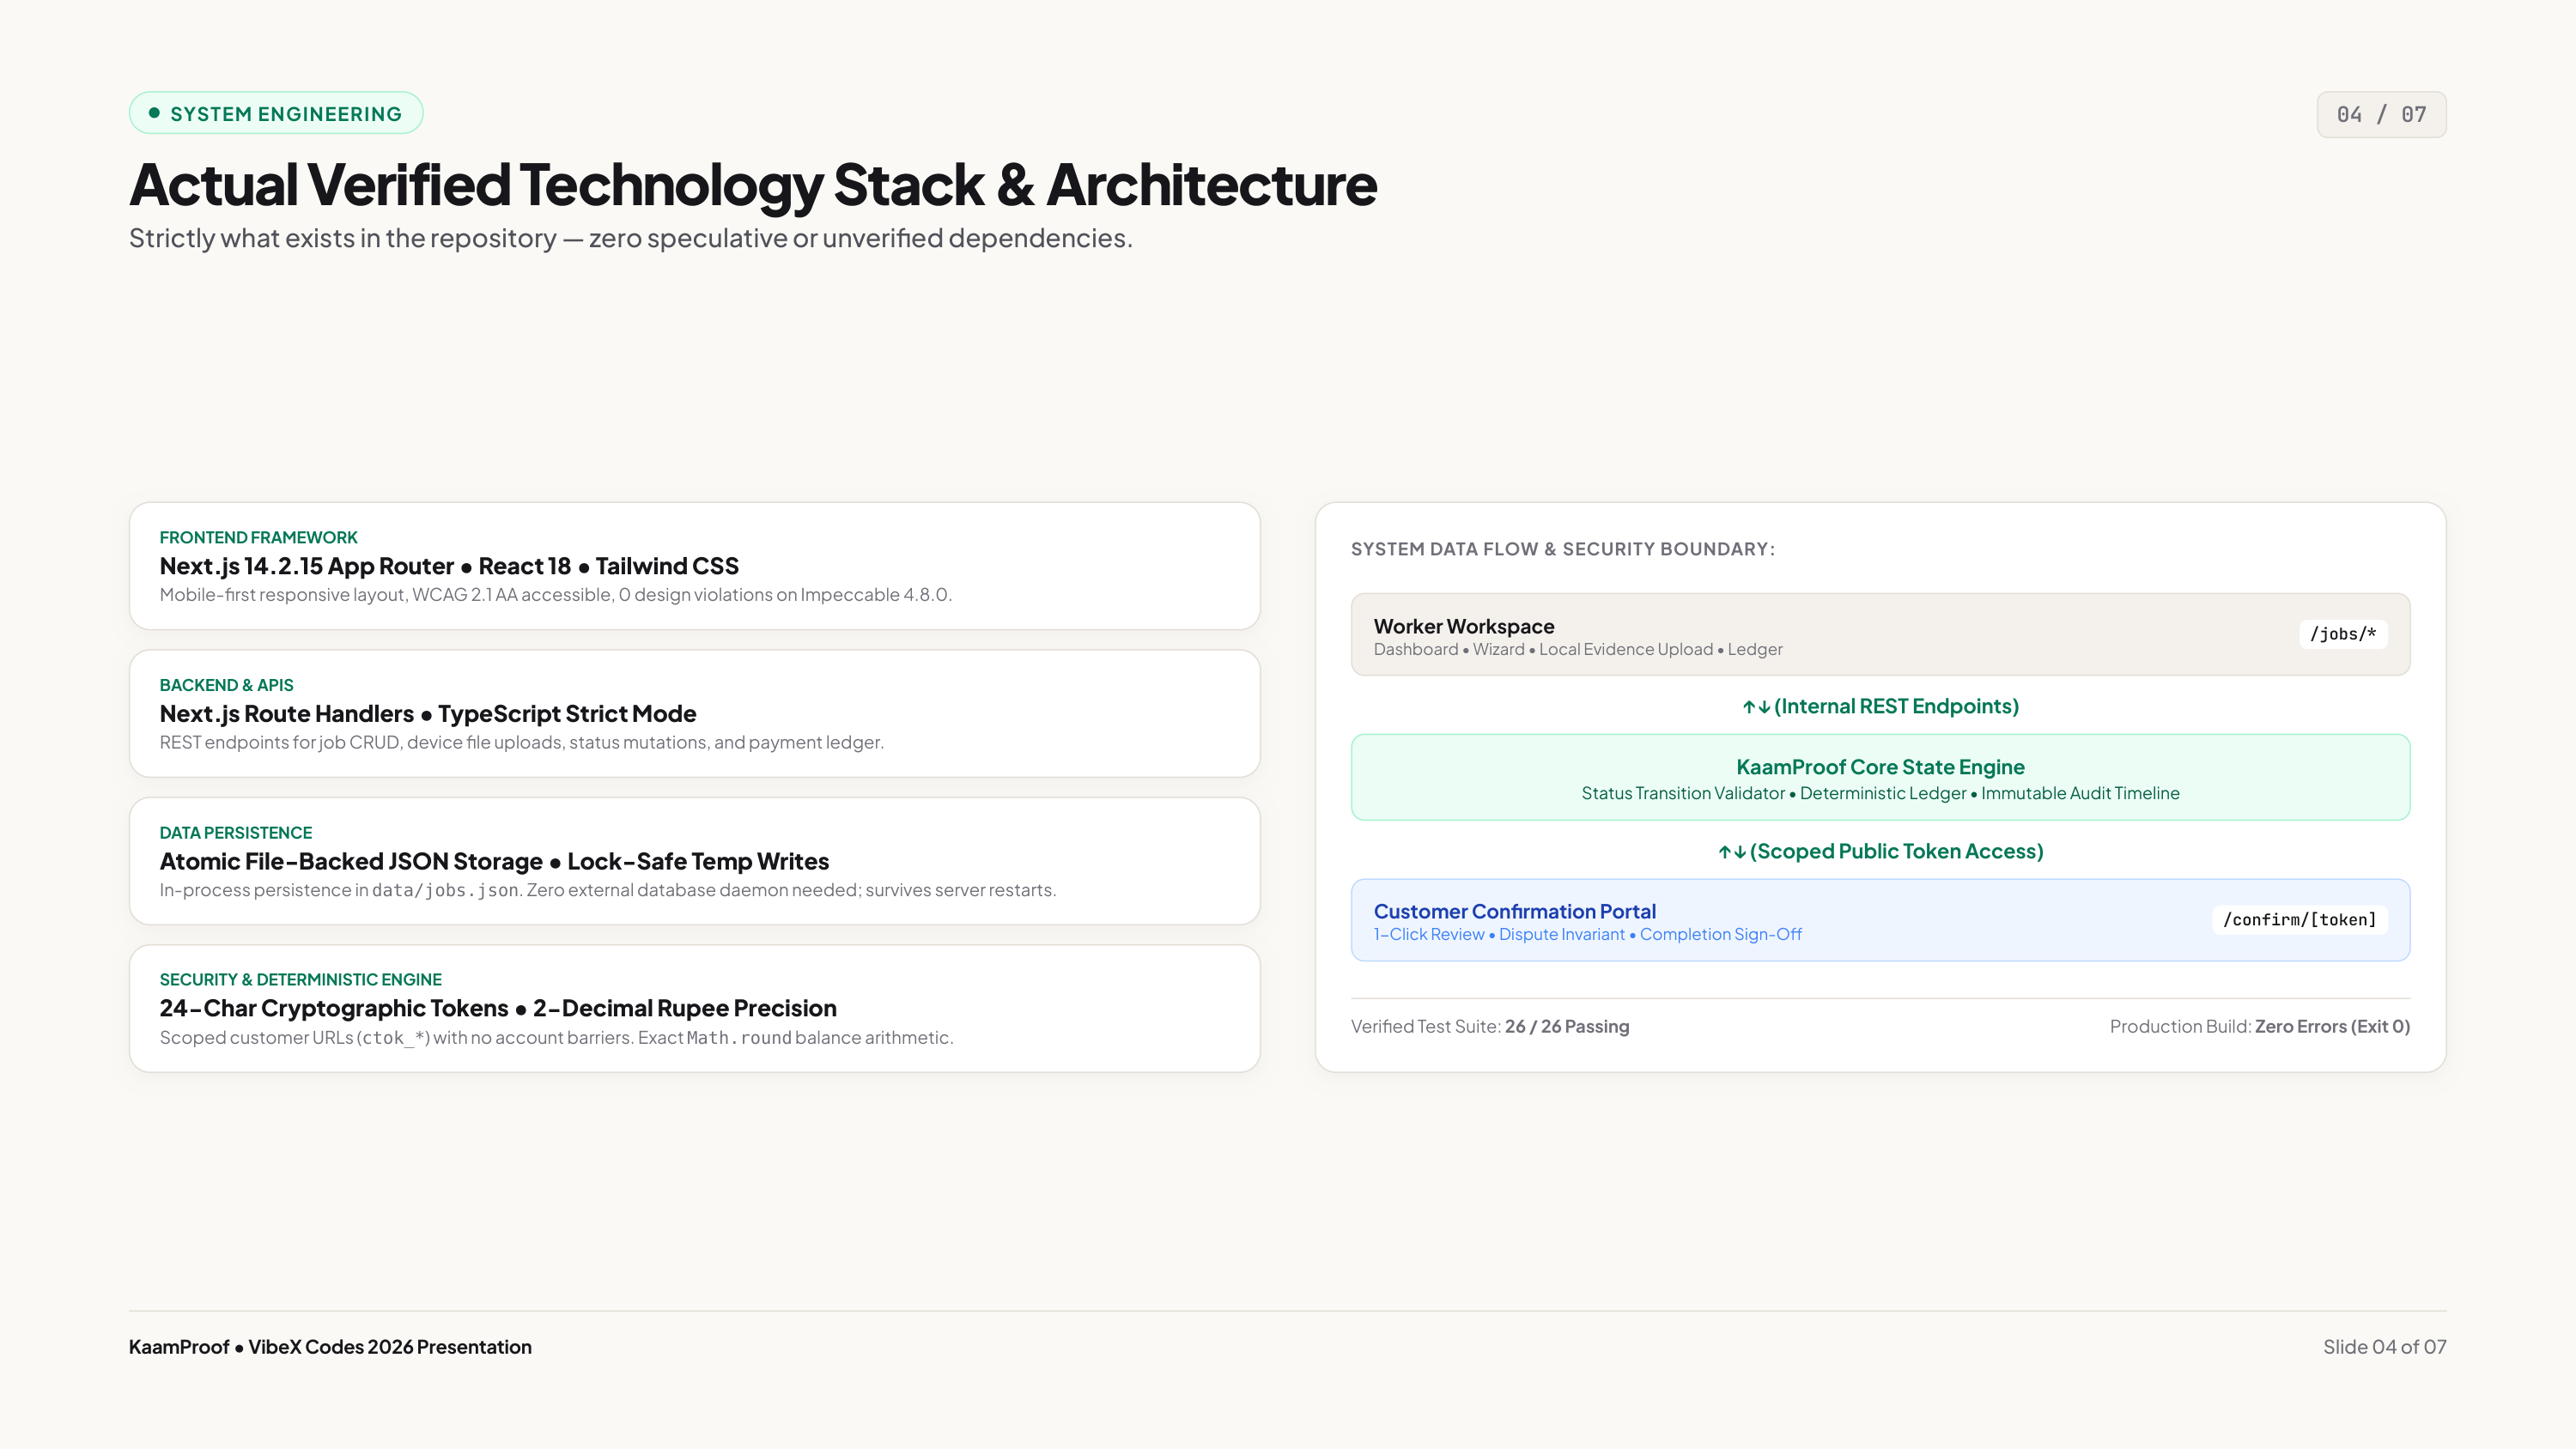 SYSTEM ENGINEERING
04 / 07
Actual Verified Technology Stack & Architecture
Strictly what exists in the repository — zero speculative or unverified dependencies.
FRONTEND FRAMEWORK
Next.js 14.2.15 App Router • React 18 • Tailwind CSS
Mobile-first responsive layout, WCAG 2.1 AA accessible, 0 design violations on Impeccable 4.8.0.
BACKEND & APIS
Next.js Route Handlers • TypeScript Strict Mode
REST endpoints for job CRUD, device file uploads, status mutations, and payment ledger.
DATA PERSISTENCE
Atomic File-Backed JSON Storage • Lock-Safe Temp Writes
In-process persistence in data/jobs.json. Zero external database daemon needed; survives server restarts.
SECURITY & DETERMINISTIC ENGINE
24-Char Cryptographic Tokens • 2-Decimal Rupee Precision
Scoped customer URLs (ctok_*) with no account barriers. Exact Math.round balance arithmetic.
SYSTEM DATA FLOW & SECURITY BOUNDARY:
Worker Workspace
Dashboard • Wizard • Local Evidence Upload • Ledger
/jobs/*
↑↓ (Internal REST Endpoints)
KaamProof Core State Engine
Status Transition Validator • Deterministic Ledger • Immutable Audit Timeline
↑↓ (Scoped Public Token Access)
Customer Confirmation Portal
1-Click Review • Dispute Invariant • Completion Sign-Off
/confirm/[token]
Verified Test Suite: 26 / 26 Passing
Production Build: Zero Errors (Exit 0)
KaamProof • VibeX Codes 2026 Presentation
Slide 04 of 07